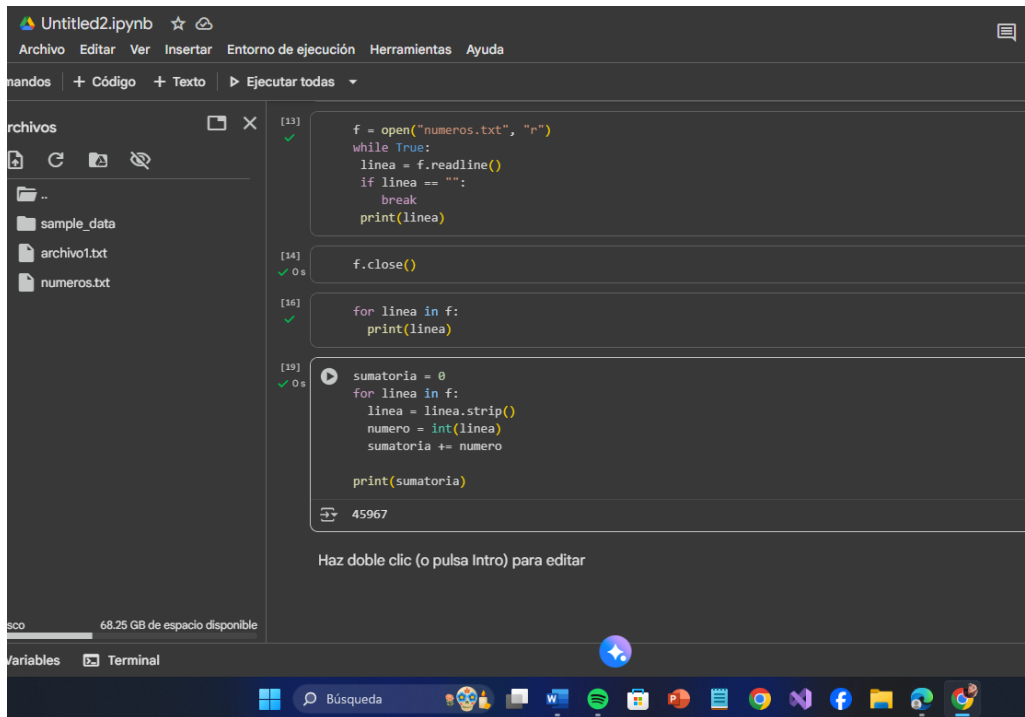 Untitled2.ipynb
Archivo Editar Ver Insertar Entorno de ejecución Herramientas Ayuda
mandos + Código + Texto Ejecutar todas
rchivos
..
sample_data
archivo1.txt
numeros.txt
[13]
f = open("numeros.txt", "r")
while True:
linea = f.readline()
if linea == "":
break
print(linea)
[14]
0 s
f.close()
[16]
for linea in f:
print(linea)
[19]
0 s
sumatoria = 0
for linea in f:
linea = linea.strip()
numero = int(linea)
sumatoria += numero
print(sumatoria)
45967
Haz doble clic (o pulsa Intro) para editar
sco 68.25 GB de espacio disponible
Variables Terminal
Búsqueda